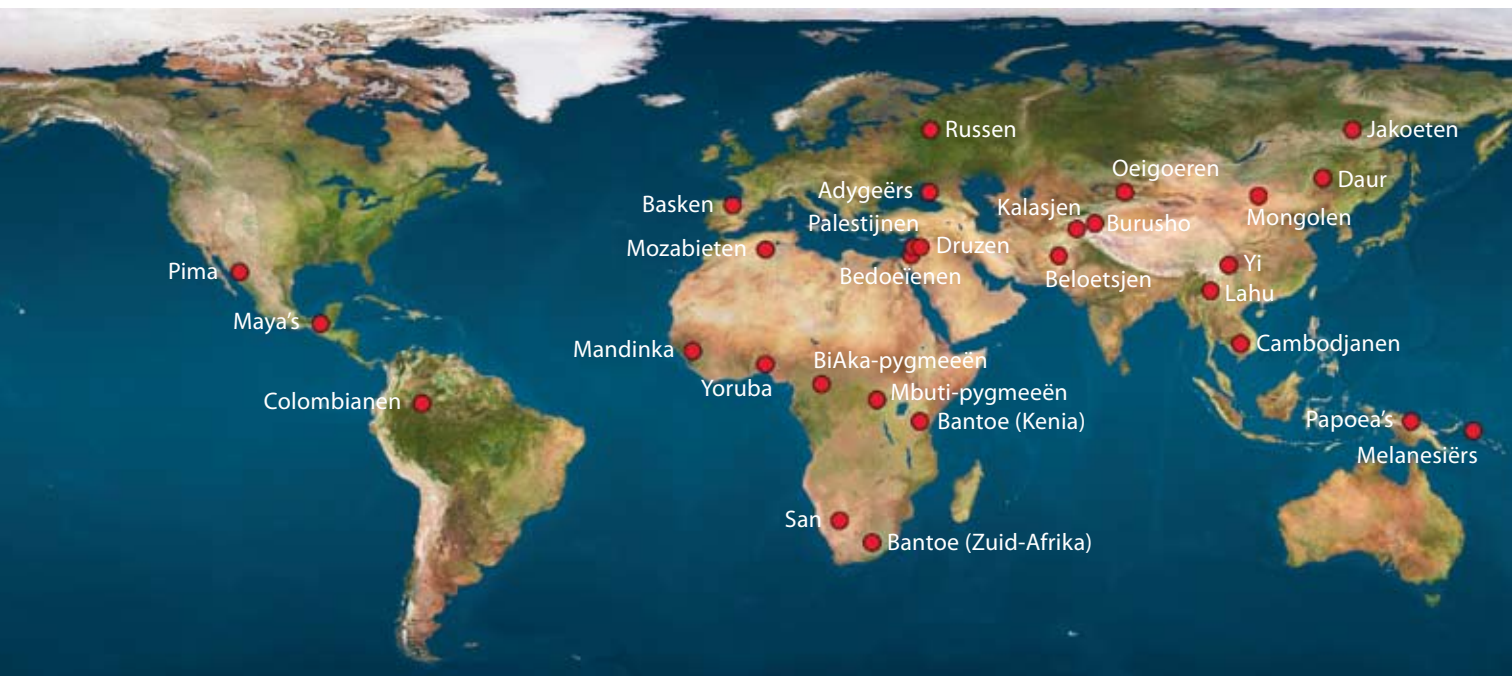 Russen
Jakoeten
Oeigoeren
Daur
Adygeërs
Basken
Kalasjen
Mongolen
Palestijnen
Burusho
Mozabieten
Druzen
Yi
Pima
Bedoeïenen
Beloetsjen
Lahu
Maya's
Mandinka
Cambodjanen
BiAka-pygmeeën
Yoruba
Mbuti-pygmeeën
Colombianen
Bantoe (Kenia)
Papoea's
Melanesiërs
San
Bantoe (Zuid-Afrika)